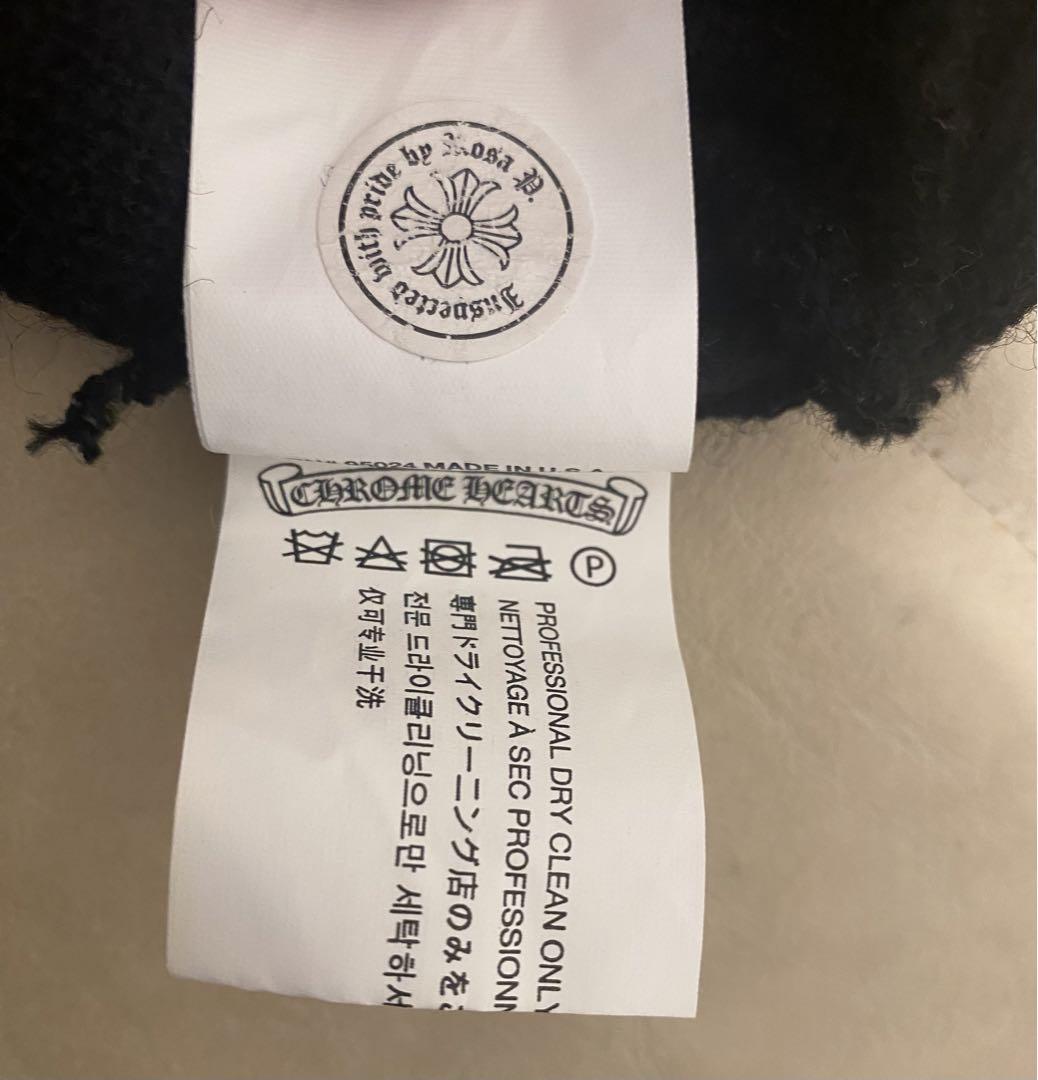 Inspected with pride by Rosa P.
95024 MADE IN U.S.A
CHROME HEARTS
P
PROFESSIONAL DRY CLEAN ONLY
NETTOYAGE À SEC PROFESSIONN
専門ドライクリーニング店のみを
전문 드라이클리닝으로만 세탁하
仅可专业干洗